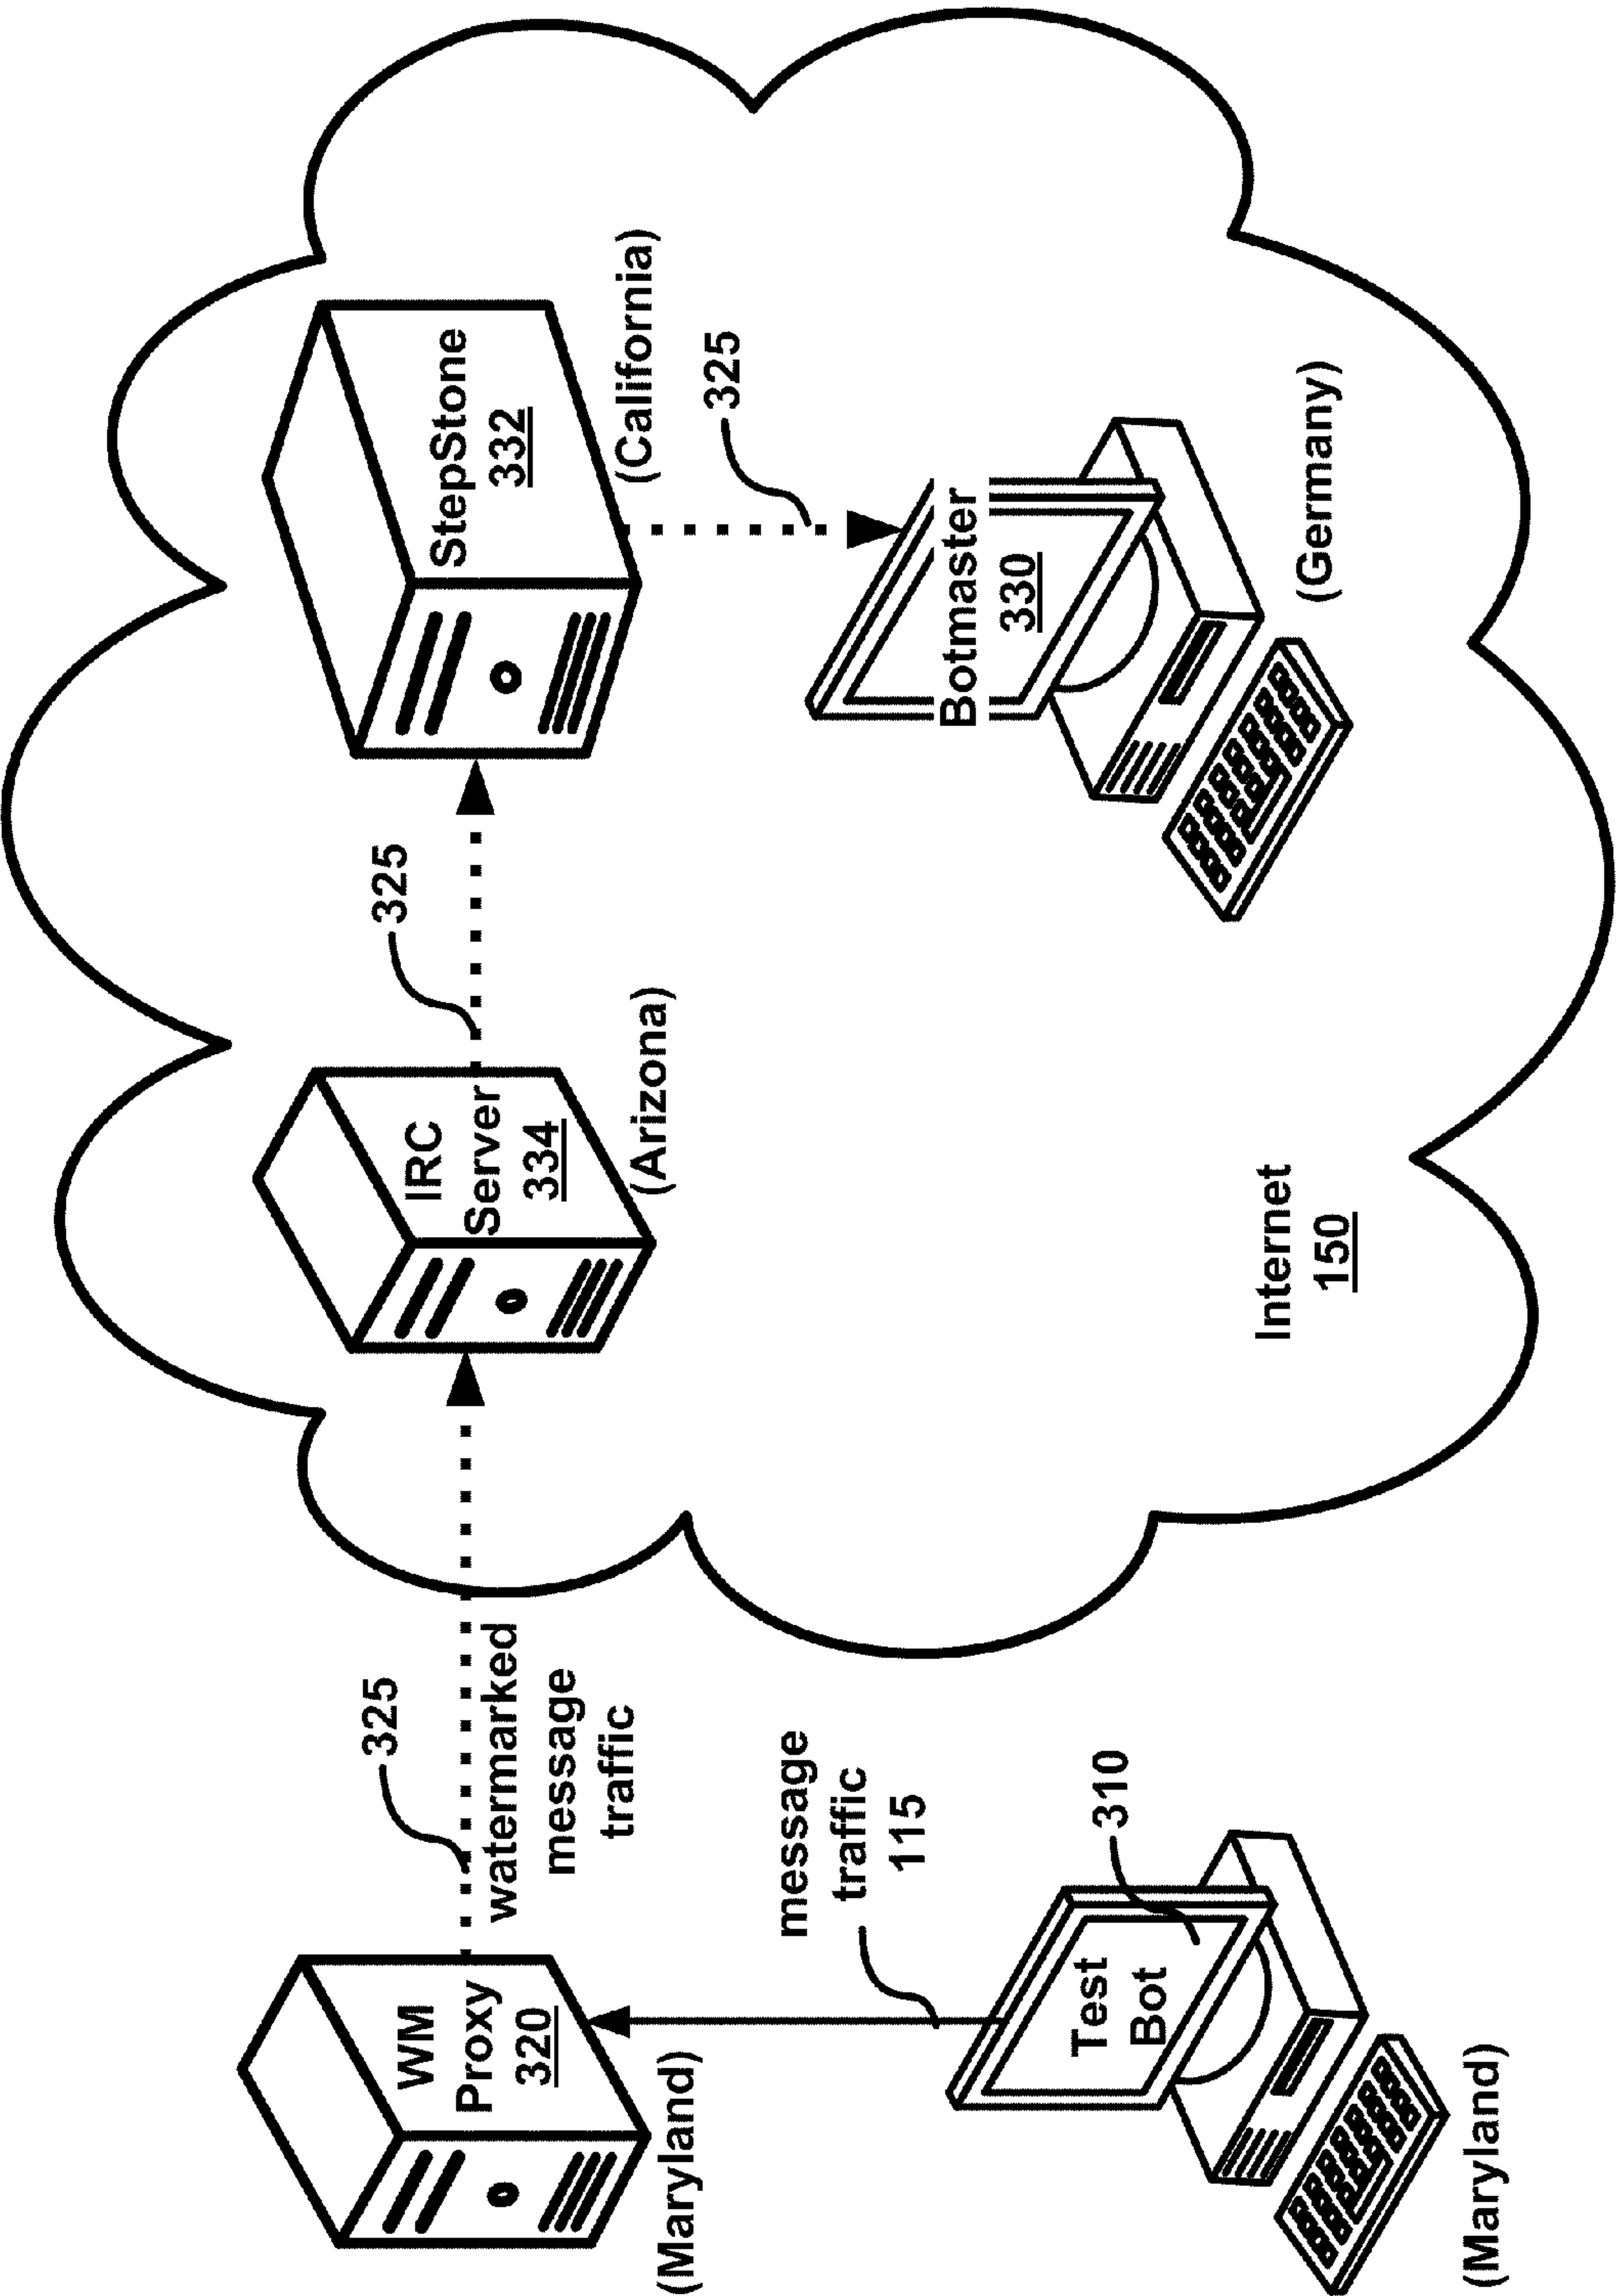 StepStone
332
(California)
325
IRC
Server
334
(Arizona)
325
325
Botmaster
330
(Germany)
WM
Proxy
320
(Maryland)
325
watermarked
message
traffic
message
traffic
115
310
Test
Bot
(Maryland)
Internet
150